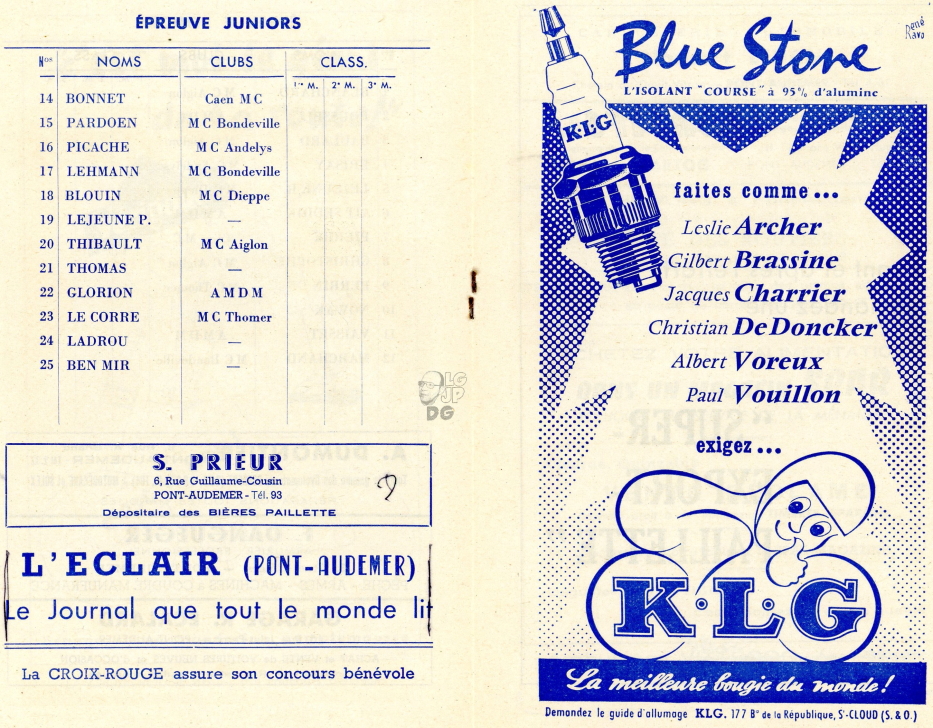 ÉPREUVE JUNIORS
Nos NOMS CLUBS CLASS.
1re M. 2e M. 3e M.
14 BONNET Caen M C
15 PARDOEN M C Bondeville
16 PICACHE M C Andelys
17 LEHMANN M C Bondeville
18 BLOUIN M C Dieppe
19 LEJEUNE P. —
20 THIBAULT M C Aiglon
21 THOMAS —
22 GLORION A M D M
23 LE CORRE M C Thomer
24 LADROU —
25 BEN MIR —
S. PRIEUR
6, Rue Guillaume-Cousin
PONT-AUDEMER - Tél. 93
Dépositaire des BIÈRES PAILLETTE
L'ECLAIR (PONT-AUDEMER)
Le Journal que tout le monde lit
La CROIX-ROUGE assure son concours bénévole
LG
JP
DG
René
Ravo
Blue Stone
L'ISOLANT "COURSE" à 95% d'alumine
K·L·G
faites comme...
Leslie Archer
Gilbert Brassine
Jacques Charrier
Christian De Doncker
Albert Voreux
Paul Vouillon
exigez...
K·L·G
La meilleure bougie du monde!
Demandez le guide d'allumage KLG. 177 Bd de la République, St-CLOUD (S. & O.)